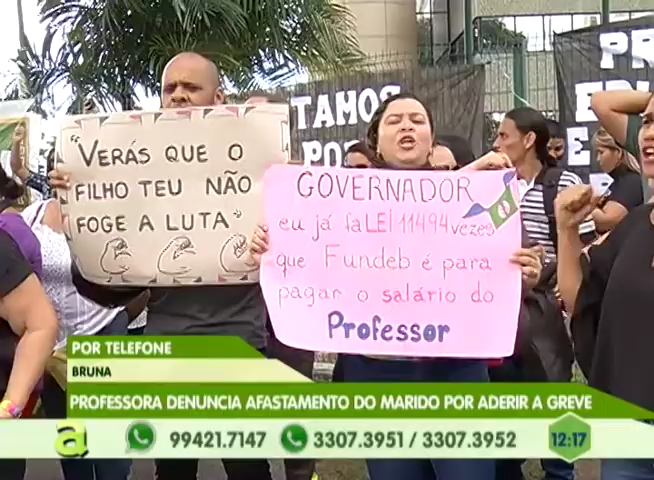 "VERÁS QUE O
FILHO TEU NÃO
FOGE A LUTA"
TAMOS
GOVERNADOR
eu já faLEI 11494 vezes
que Fundeb é para
pagar o salário do
Professor
POR TELEFONE
BRUNA
PROFESSORA DENUNCIA AFASTAMENTO DO MARIDO POR ADERIR A GREVE
a
99421.7147
3307.3951 / 3307.3952
12:17